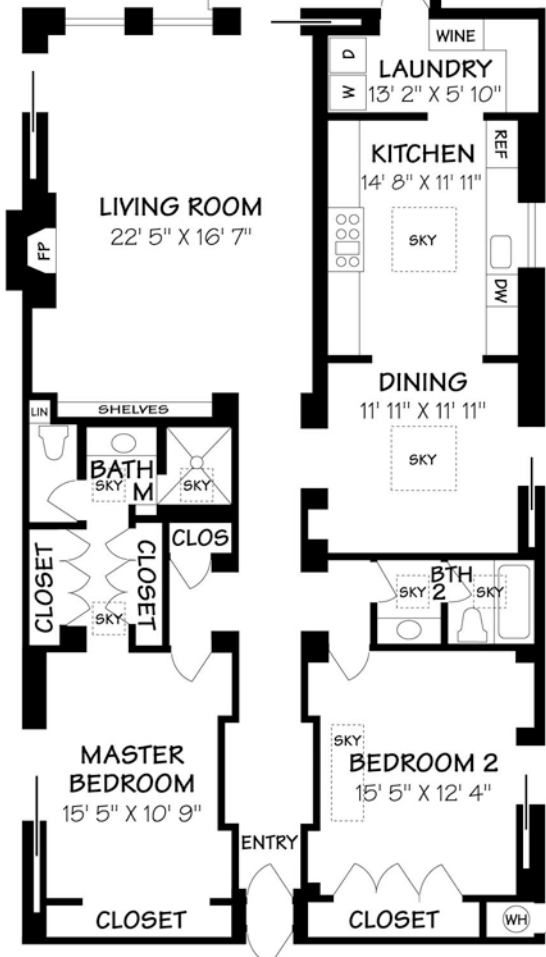 WINE
D
W
LAUNDRY
13' 2" X 5' 10"
REF
KITCHEN
14' 8" X 11' 11"
SKY
DW
LIVING ROOM
22' 5" X 16' 7"
FP
DINING
11' 11" X 11' 11"
SKY
LIN
SHELVES
BATH
M
SKY
SKY
CLOS
CLOSET
CLOSET
SKY
BTH
2
SKY
SKY
MASTER
BEDROOM
15' 5" X 10' 9"
SKY
BEDROOM 2
15' 5" X 12' 4"
ENTRY
CLOSET
CLOSET
WH